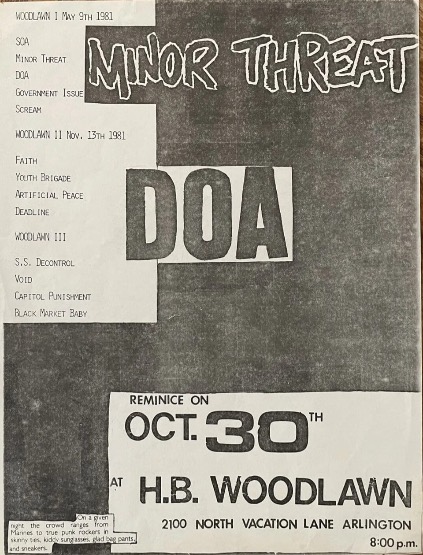 WOODLAWN I MAY 9TH 1981
SOA
MINOR THREAT
DOA
GOVERNMENT ISSUE
SCREAM
WOODLAWN II NOV. 13TH 1981
FAITH
YOUTH BRIGADE
ARTIFICIAL PEACE
DEADLINE
WOODLAWN III
S.S. DECONTROL
VOID
CAPITOL PUNISHMENT
BLACK MARKET BABY
MINOR THREAT
DOA
REMINICE ON
OCT. 30TH
AT H.B. WOODLAWN
2100 NORTH VACATION LANE ARLINGTON
8:00 p.m.
On a given
night the crowd ranges from
Marines to true punk rockers in
skinny ties, kiddy sunglasses, glad bag pants,
and sneakers.